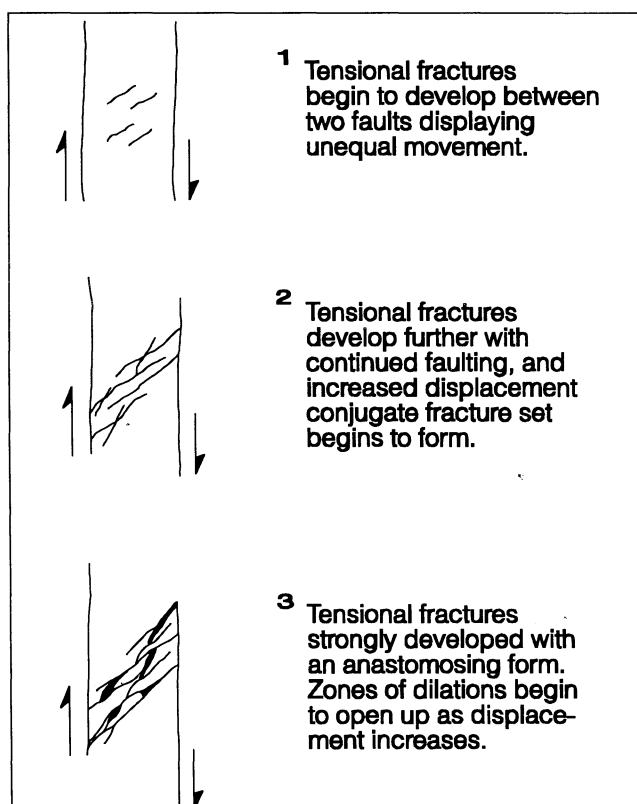 1 Tensional fractures
begin to develop between
two faults displaying
unequal movement.
2 Tensional fractures
develop further with
continued faulting, and
increased displacement
conjugate fracture set
begins to form.
3 Tensional fractures
strongly developed with
an anastomosing form.
Zones of dilations begin
to open up as displace-
ment increases.